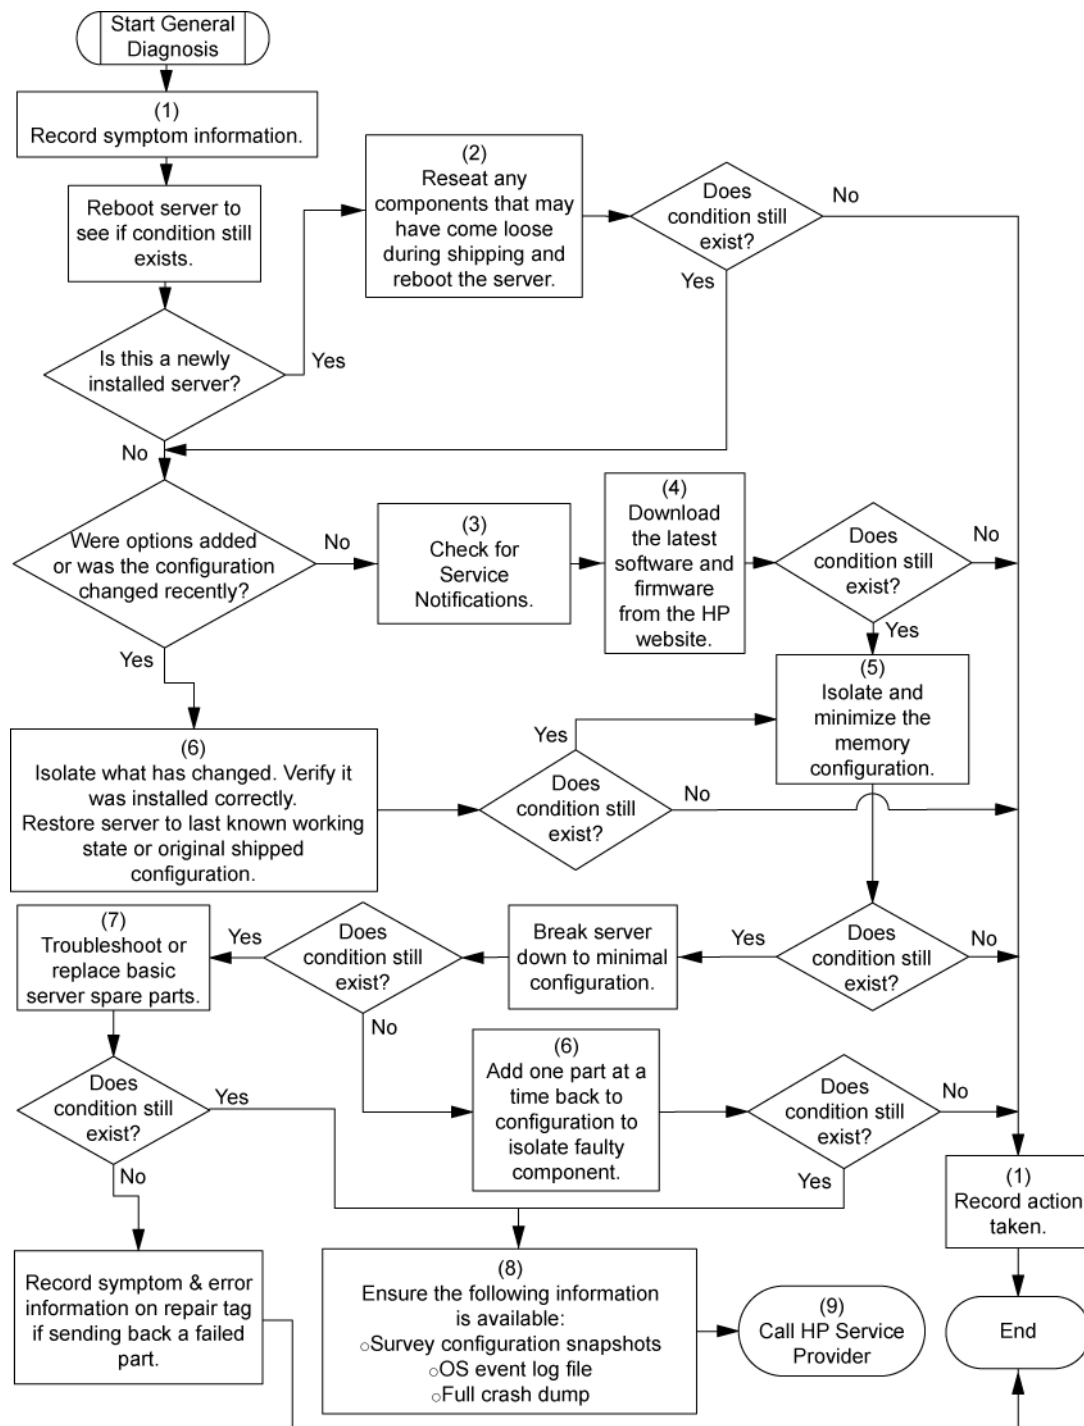 Start General
Diagnosis
(1)
Record symptom information.
Reboot server to
see if condition still
exists.
(2)
Reseat any
components that may
have come loose
during shipping and
reboot the server.
Does
condition still
exist?
No
Yes
Is this a newly
installed server?
Yes
No
Were options added
or was the configuration
changed recently?
No
(3)
Check for
Service
Notifications.
(4)
Download
the latest
software and
firmware
from the HP
website.
Does
condition still
exist?
No
Yes
Yes
(5)
Isolate and
minimize the
memory
configuration.
(6)
Isolate what has changed. Verify it
was installed correctly.
Restore server to last known working
state or original shipped
configuration.
Yes
Does
condition still
exist?
No
(7)
Troubleshoot or
replace basic
server spare parts.
Yes
Does
condition still
exist?
No
Break server
down to minimal
configuration.
Yes
Does
condition still
exist?
No
Does
condition still
exist?
Yes
No
(6)
Add one part at a
time back to
configuration to
isolate faulty
component.
Does
condition still
exist?
No
Yes
(1)
Record action
taken.
Record symptom & error
information on repair tag
if sending back a failed
part.
(8)
Ensure the following information
is available:
○Survey configuration snapshots
○OS event log file
○Full crash dump
(9)
Call HP Service
Provider
End